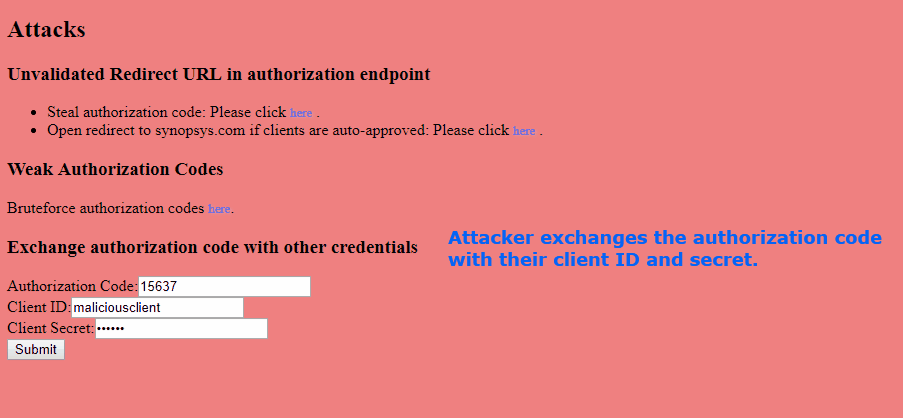 Attacks
Unvalidated Redirect URL in authorization endpoint
• Steal authorization code: Please click here .
• Open redirect to synopsys.com if clients are auto-approved: Please click here .
Weak Authorization Codes
Bruteforce authorization codes here.
Exchange authorization code with other credentials
Attacker exchanges the authorization code
with their client ID and secret.
Authorization Code: 15637
Client ID: maliciousclient
Client Secret: ••••••
Submit